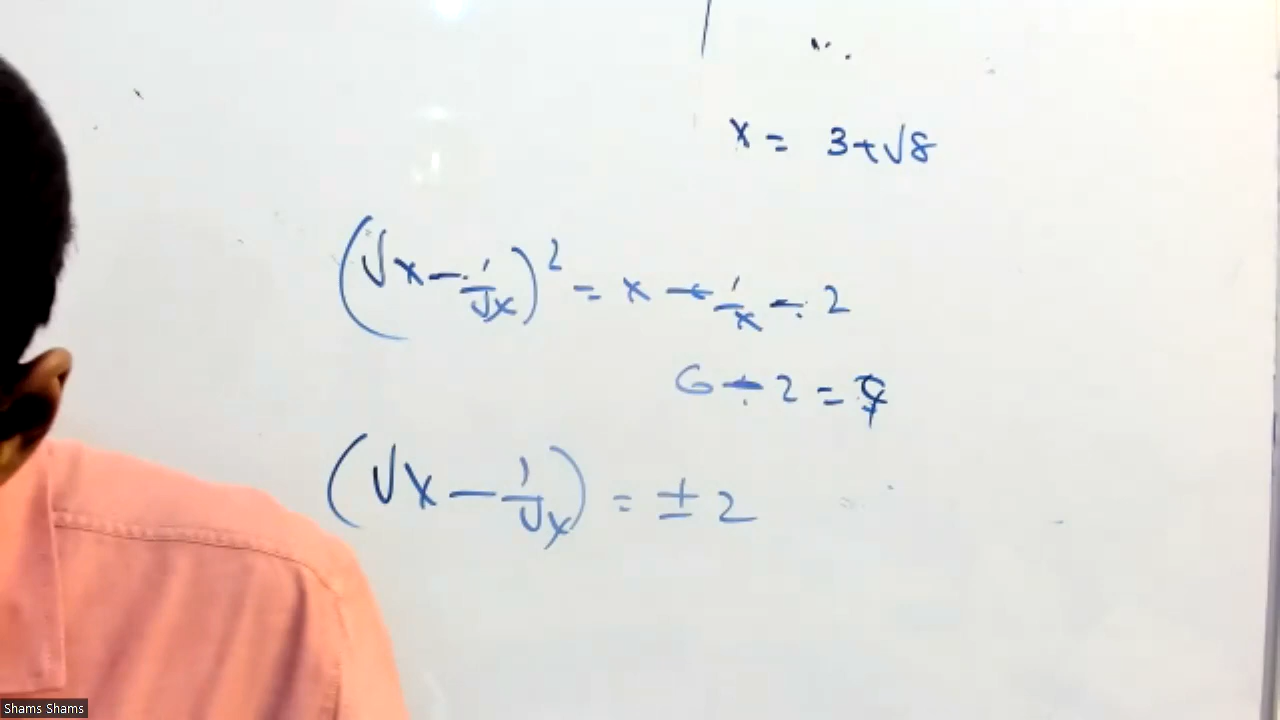 x = 3+√8
(√x − 1/√x)² = x + 1/x − 2
6 − 2 = 4
(√x − 1/√x) = ± 2
Shams Shams